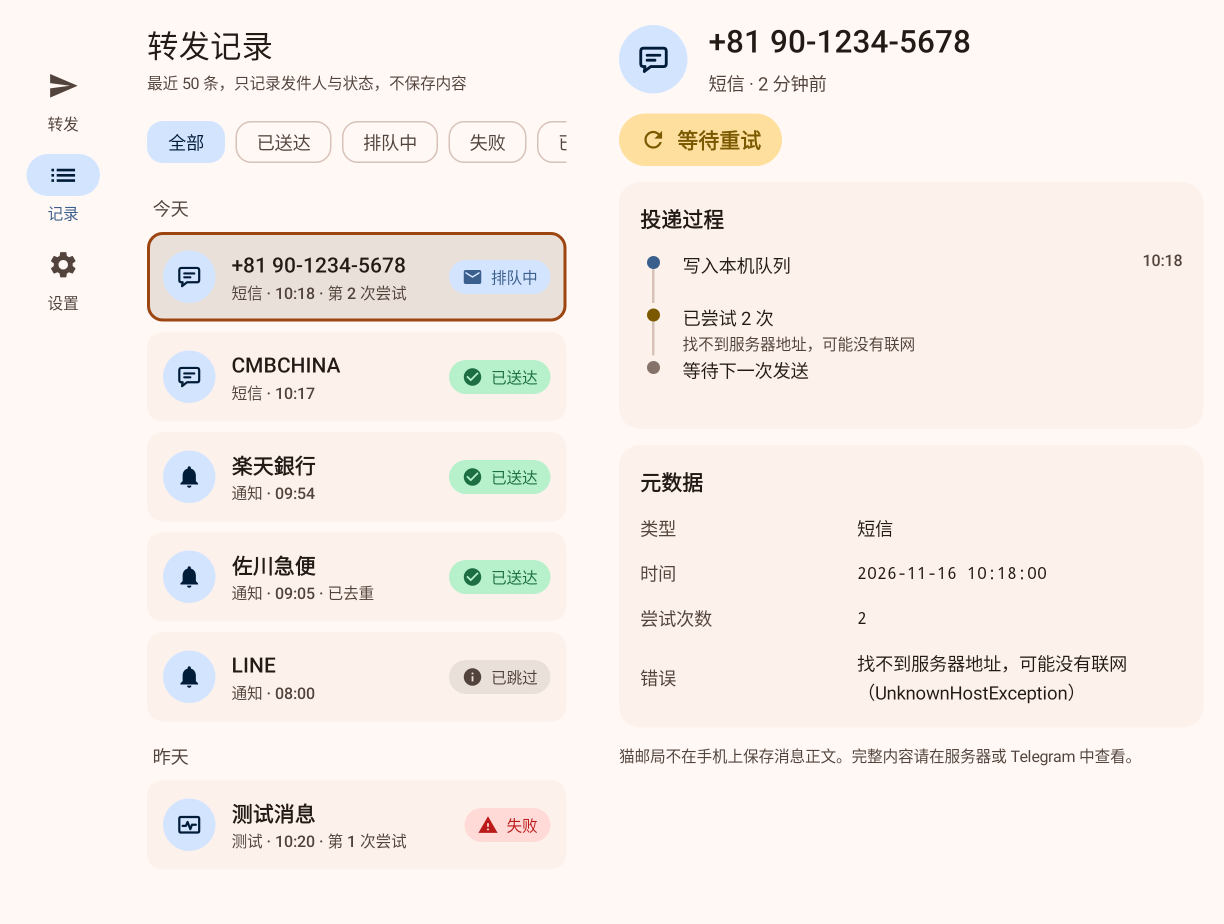 转发
记录
设置
转发记录
最近 50 条，只记录发件人与状态，不保存内容
全部
已送达
排队中
失败
今天
+81 90-1234-5678
短信 · 10:18 · 第 2 次尝试
排队中
CMBCHINA
短信 · 10:17
已送达
楽天銀行
通知 · 09:54
已送达
佐川急便
通知 · 09:05 · 已去重
已送达
LINE
通知 · 08:00
已跳过
昨天
测试消息
测试 · 10:20 · 第 1 次尝试
失败
+81 90-1234-5678
短信 · 2 分钟前
等待重试
投递过程
写入本机队列
10:18
已尝试 2 次
找不到服务器地址，可能没有联网
等待下一次发送
元数据
类型
短信
时间
2026-11-16 10:18:00
尝试次数
2
错误
找不到服务器地址，可能没有联网
（UnknownHostException）
猫邮局不在手机上保存消息正文。完整内容请在服务器或 Telegram 中查看。